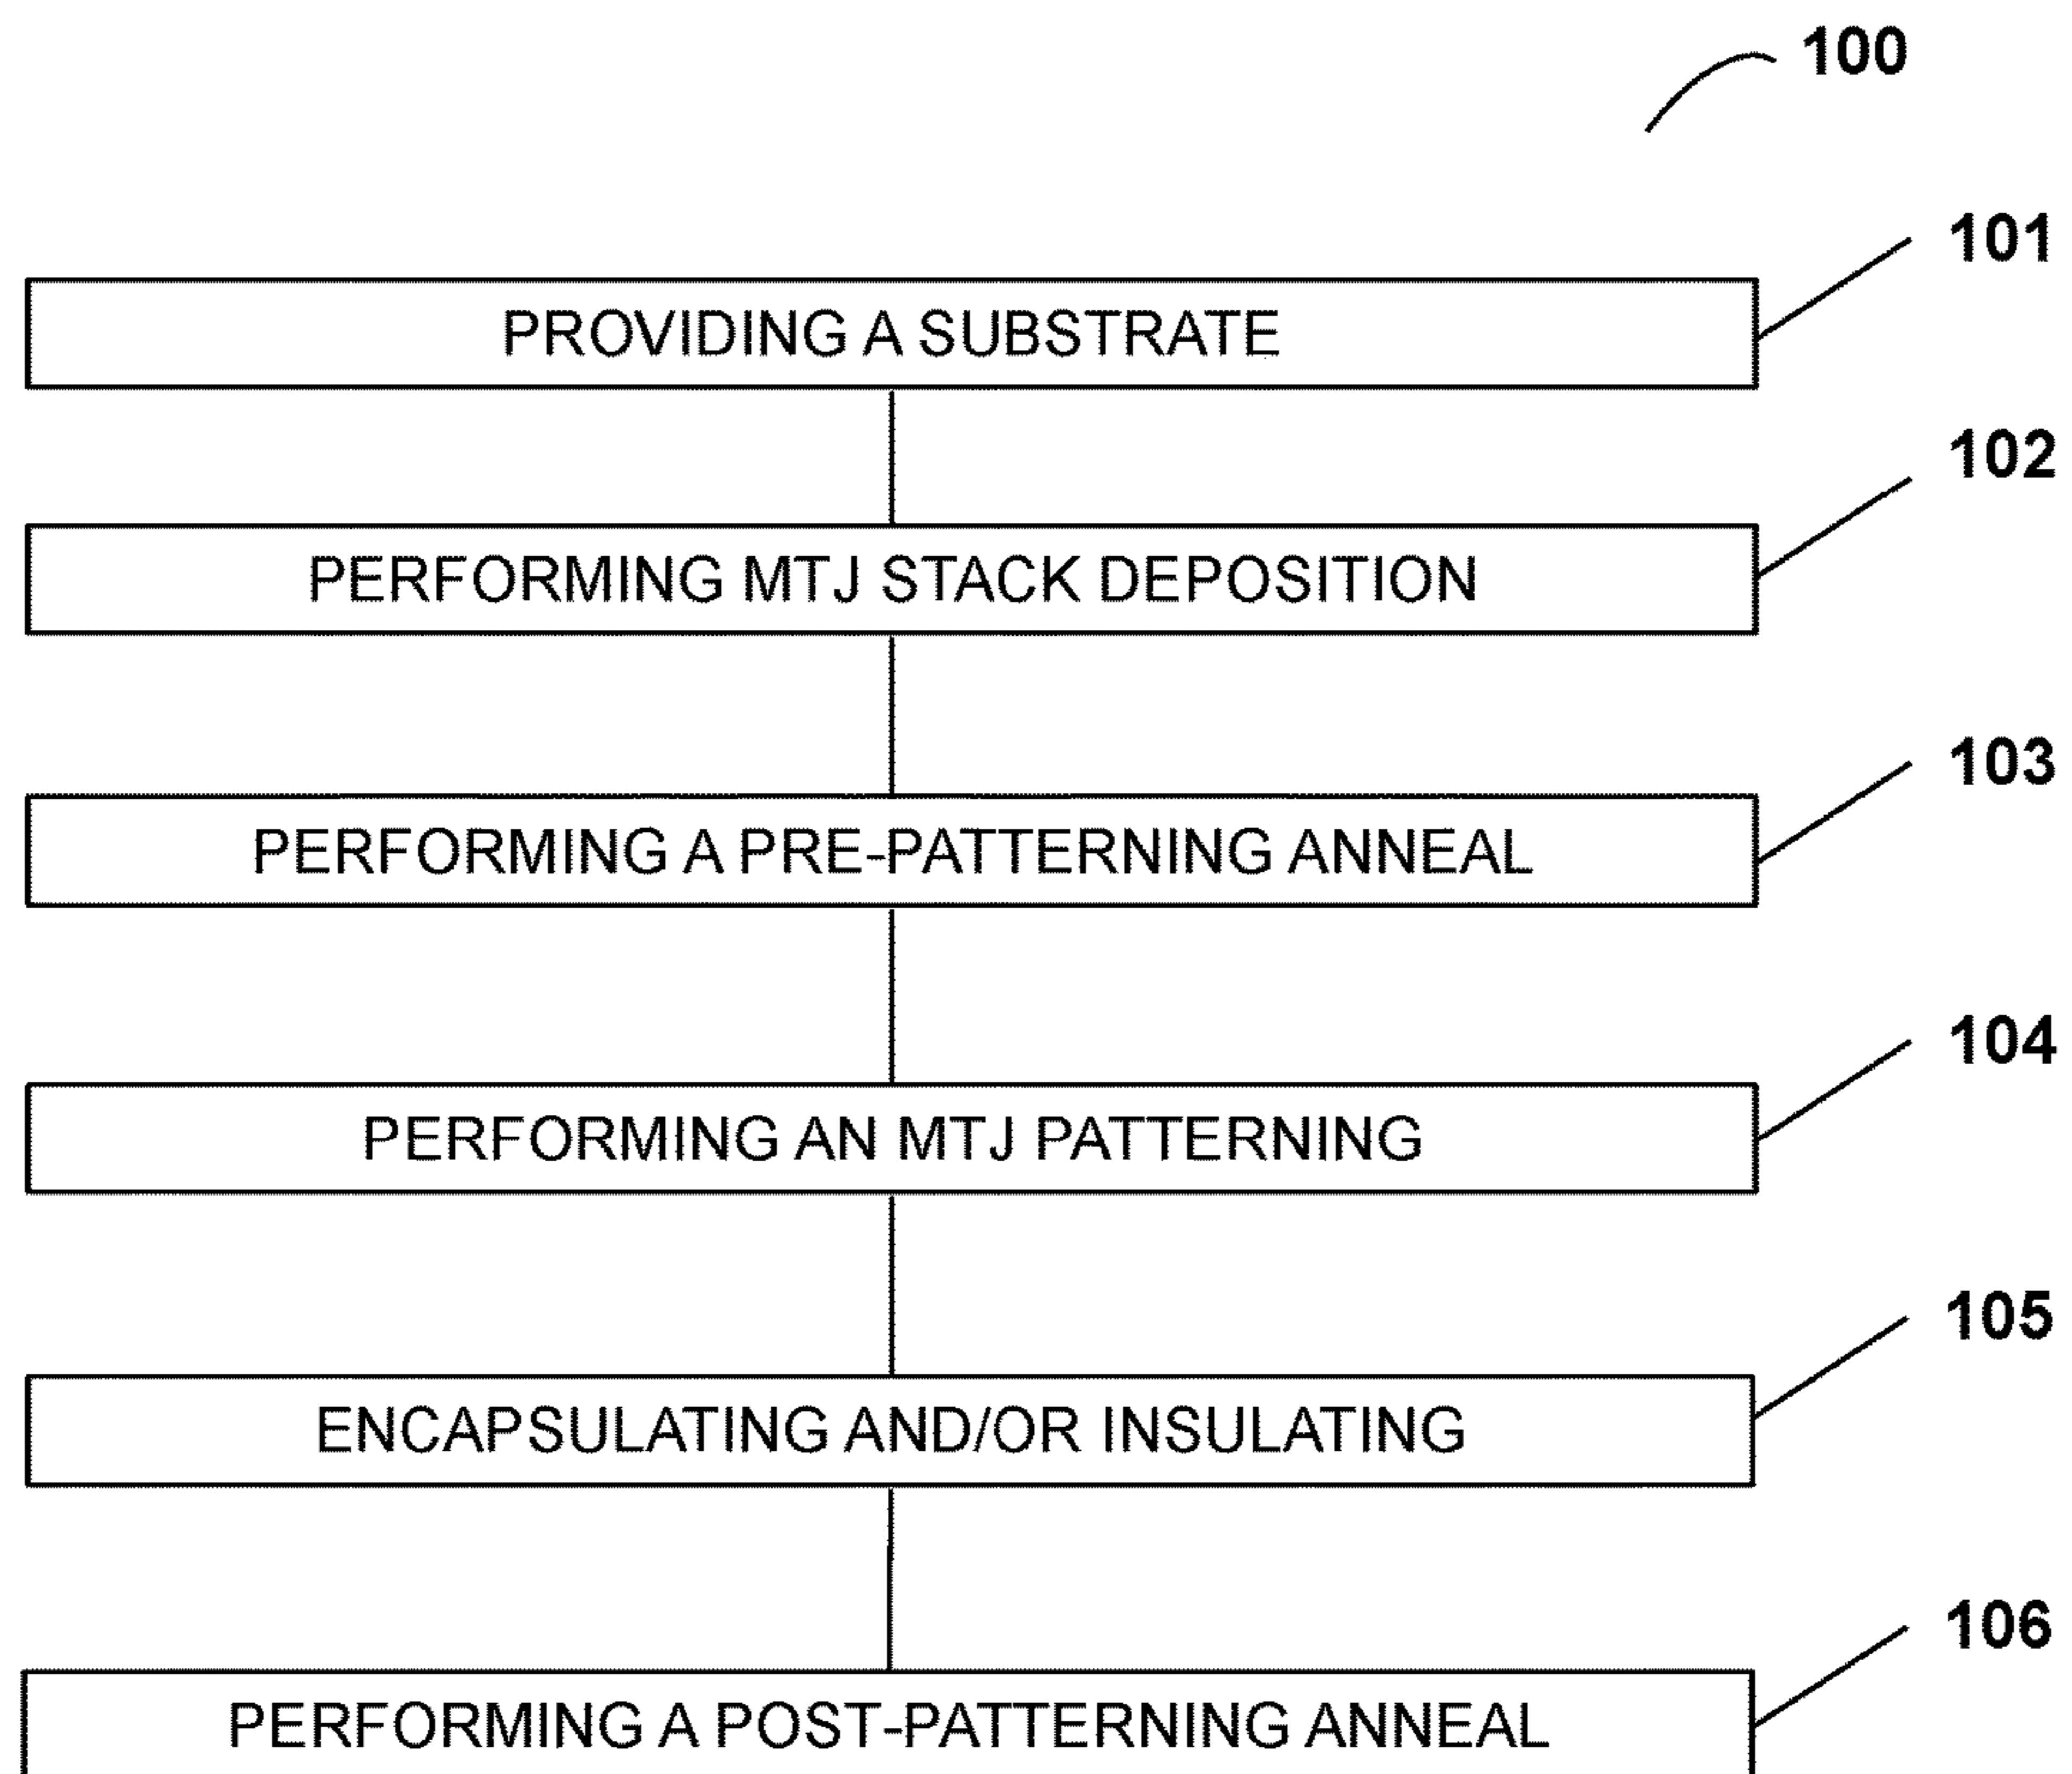 100
101
PROVIDING A SUBSTRATE
102
PERFORMING MTJ STACK DEPOSITION
103
PERFORMING A PRE-PATTERNING ANNEAL
104
PERFORMING AN MTJ PATTERNING
105
ENCAPSULATING AND/OR INSULATING
106
PERFORMING A POST-PATTERNING ANNEAL